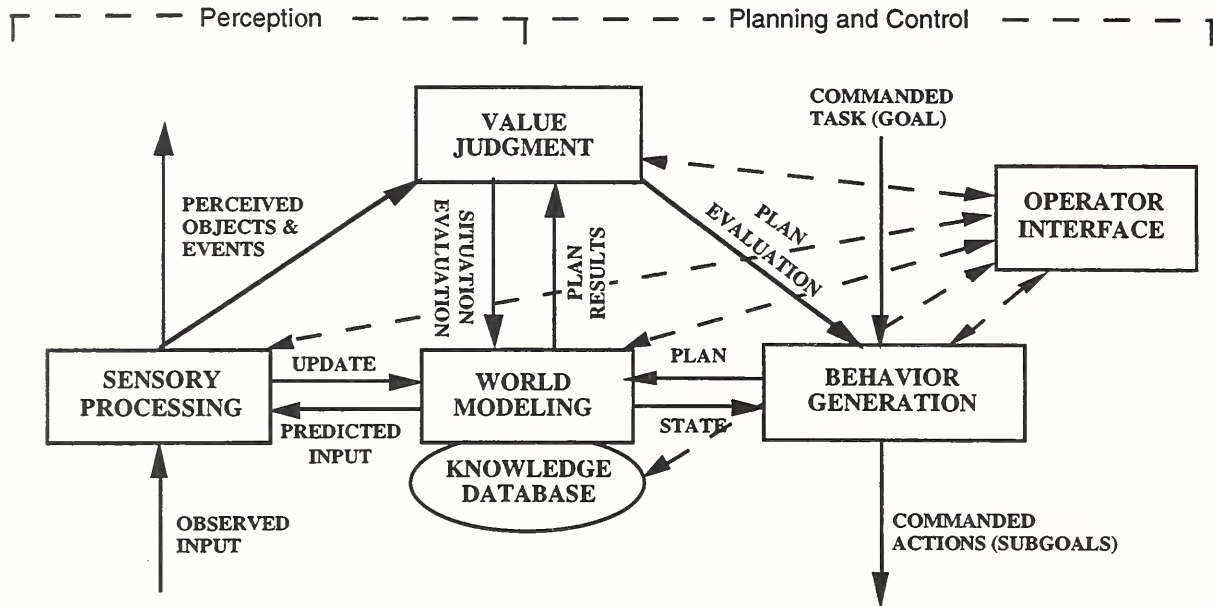 Perception
Planning and Control
VALUE
JUDGMENT
COMMANDED
TASK (GOAL)
OPERATOR
INTERFACE
PERCEIVED
OBJECTS &
EVENTS
SITUATION
EVALUATION
PLAN
RESULTS
PLAN
EVALUATION
SENSORY
PROCESSING
UPDATE
PREDICTED
INPUT
WORLD
MODELING
PLAN
STATE
BEHAVIOR
GENERATION
KNOWLEDGE
DATABASE
OBSERVED
INPUT
COMMANDED
ACTIONS (SUBGOALS)